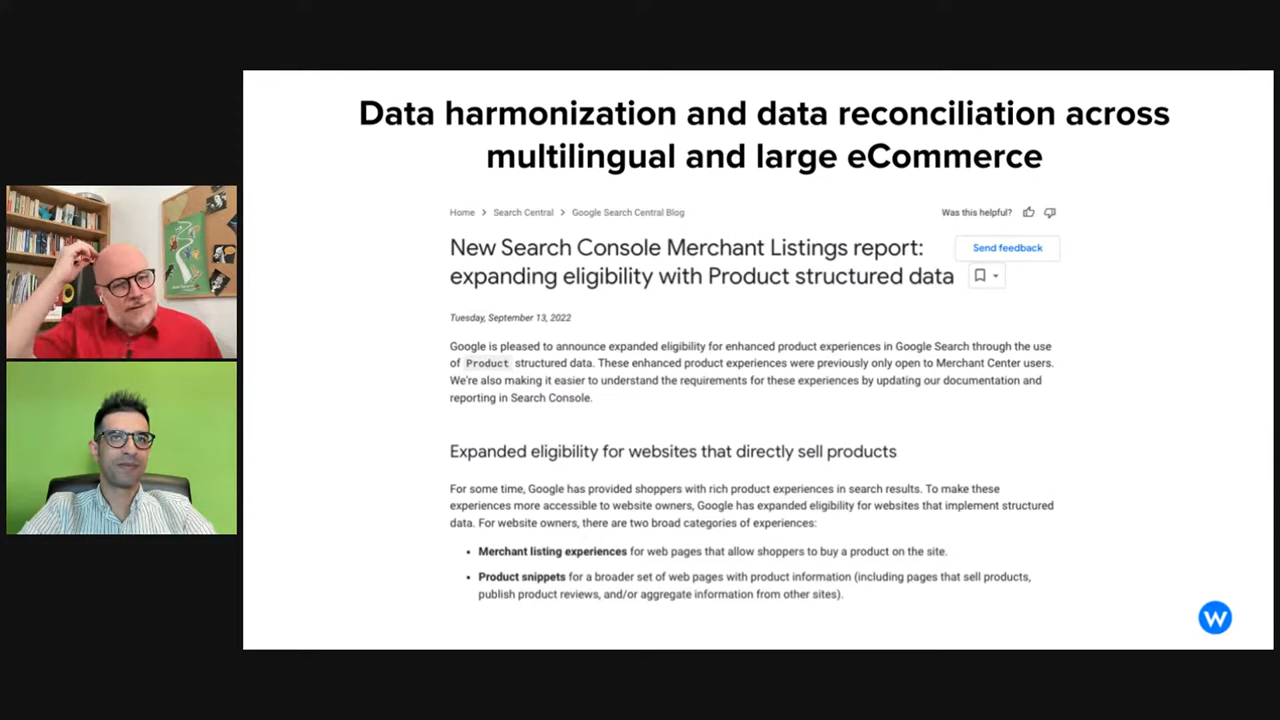 Data harmonization and data reconciliation across
multilingual and large eCommerce
Home > Search Central > Google Search Central Blog
Was this helpful?
New Search Console Merchant Listings report:
expanding eligibility with Product structured data
Send feedback
Tuesday, September 13, 2022
Google is pleased to announce expanded eligibility for enhanced product experiences in Google Search through the use
of Product structured data. These enhanced product experiences were previously only open to Merchant Center users.
We're also making it easier to understand the requirements for these experiences by updating our documentation and
reporting in Search Console.
Expanded eligibility for websites that directly sell products
For some time, Google has provided shoppers with rich product experiences in search results. To make these
experiences more accessible to website owners, Google has expanded eligibility for websites that implement structured
data. For website owners, there are two broad categories of experiences:
• Merchant listing experiences for web pages that allow shoppers to buy a product on the site.
• Product snippets for a broader set of web pages with product information (including pages that sell products,
publish product reviews, and/or aggregate information from other sites).
W